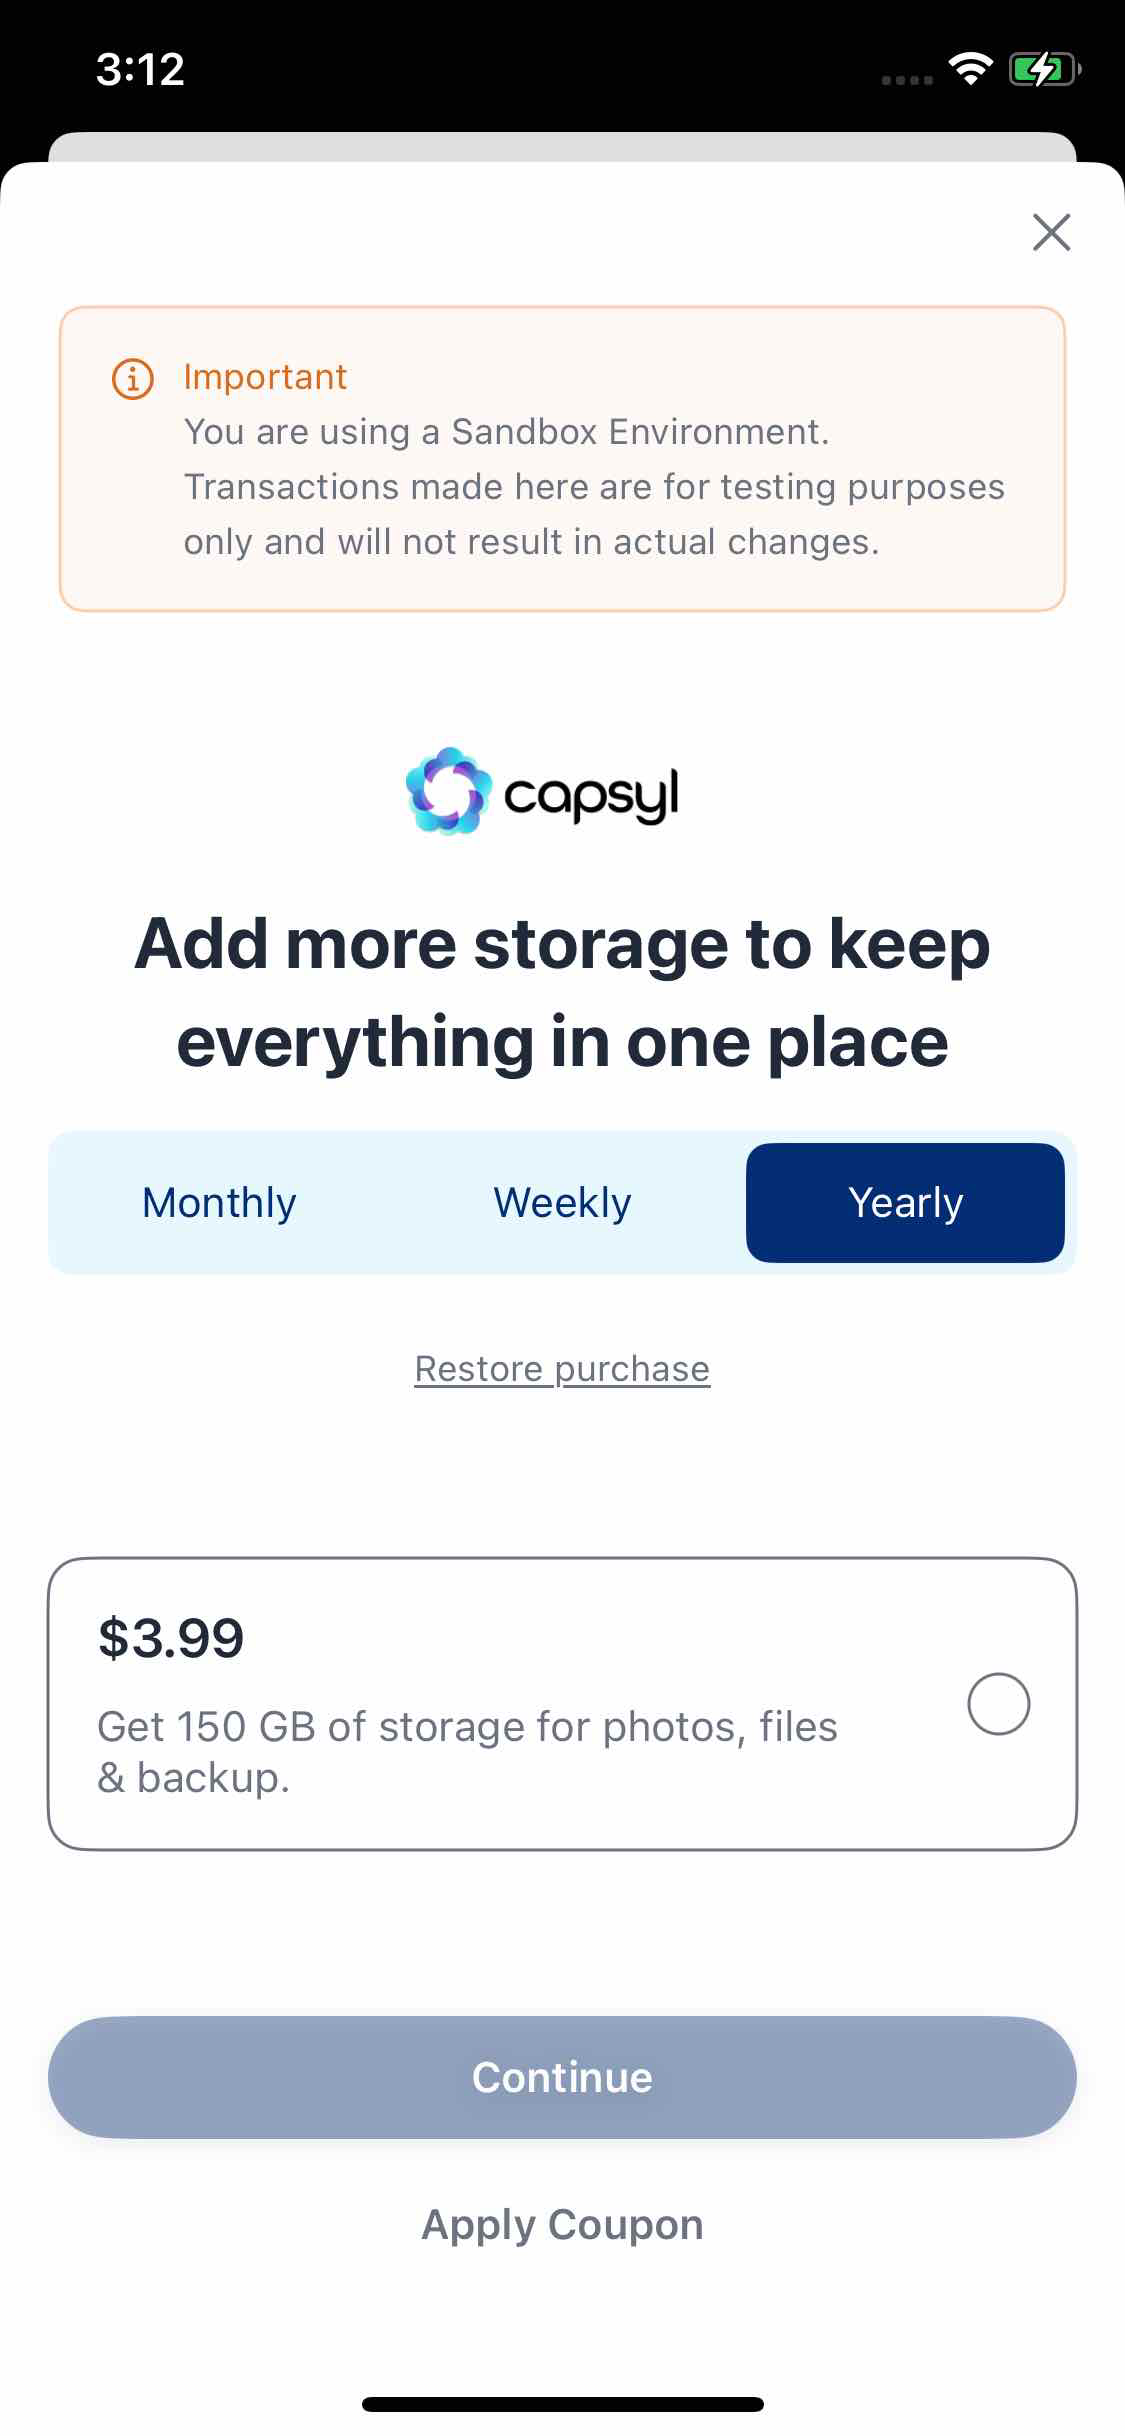 3:12
Important
You are using a Sandbox Environment.
Transactions made here are for testing purposes
only and will not result in actual changes.
capsyl
Add more storage to keep
everything in one place
Monthly Weekly Yearly
Restore purchase
$3.99
Get 150 GB of storage for photos, files
& backup.
Continue
Apply Coupon